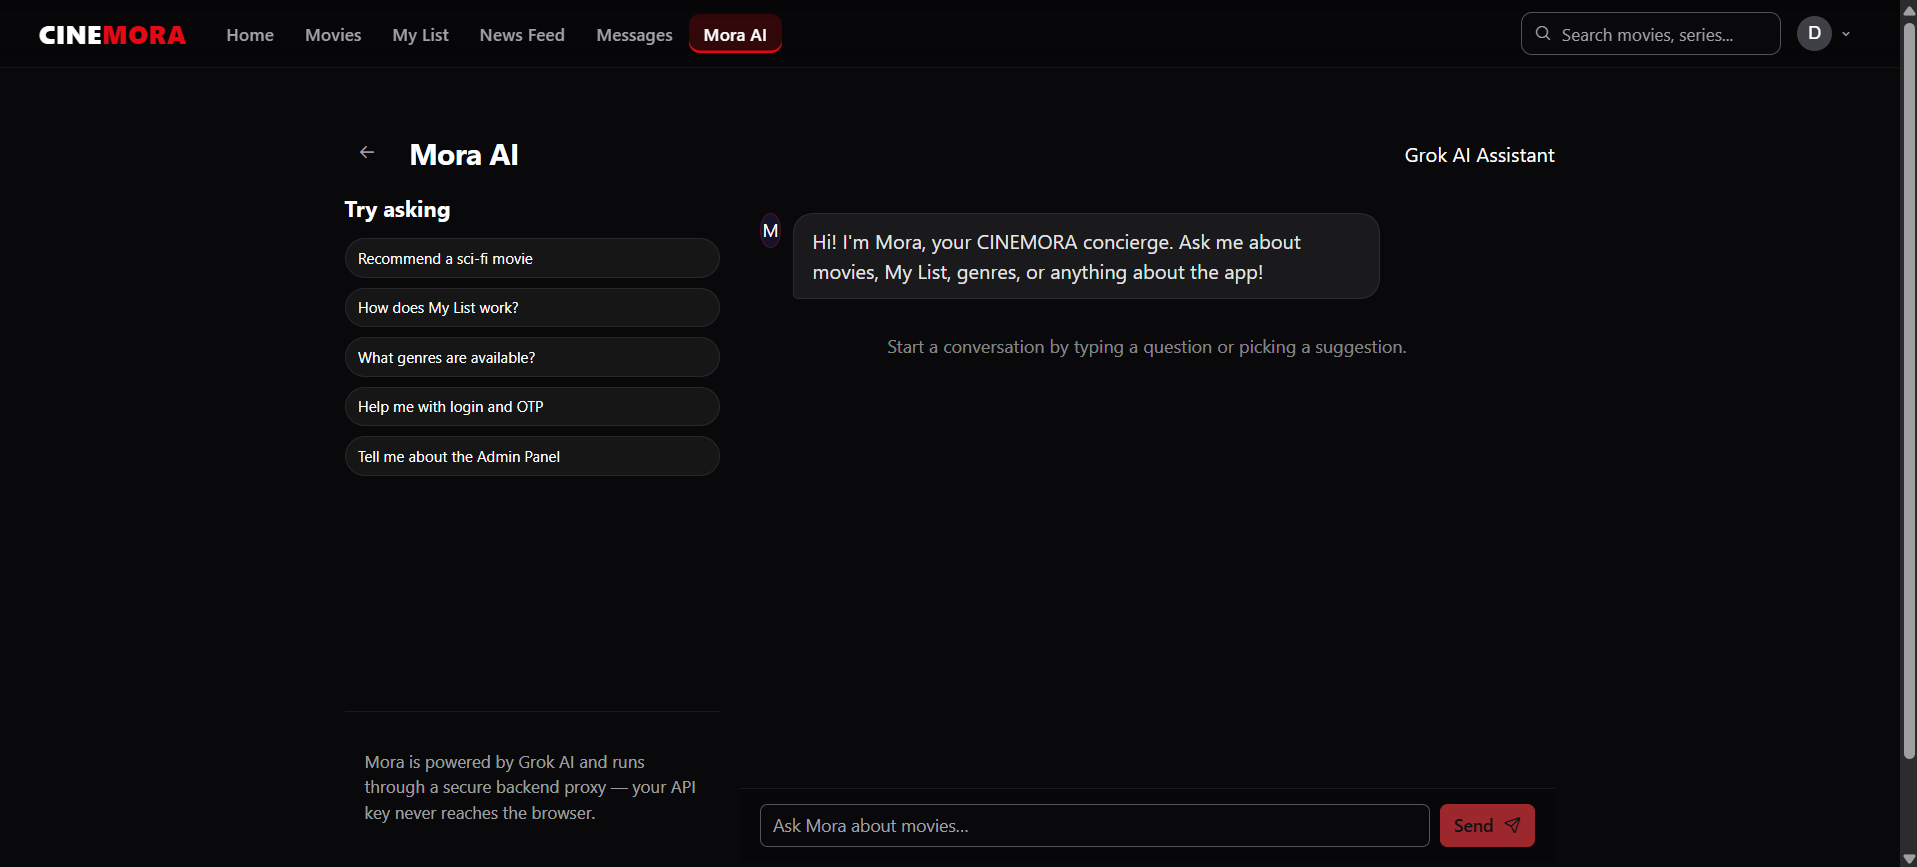 CINEMORA Home Movies My List News Feed Messages Mora AI Search movies, series... D
Mora AI
Grok AI Assistant
Try asking
Recommend a sci-fi movie
How does My List work?
What genres are available?
Help me with login and OTP
Tell me about the Admin Panel
Mora is powered by Grok AI and runs
through a secure backend proxy — your API
key never reaches the browser.
M
Hi! I'm Mora, your CINEMORA concierge. Ask me about
movies, My List, genres, or anything about the app!
Start a conversation by typing a question or picking a suggestion.
Ask Mora about movies...
Send